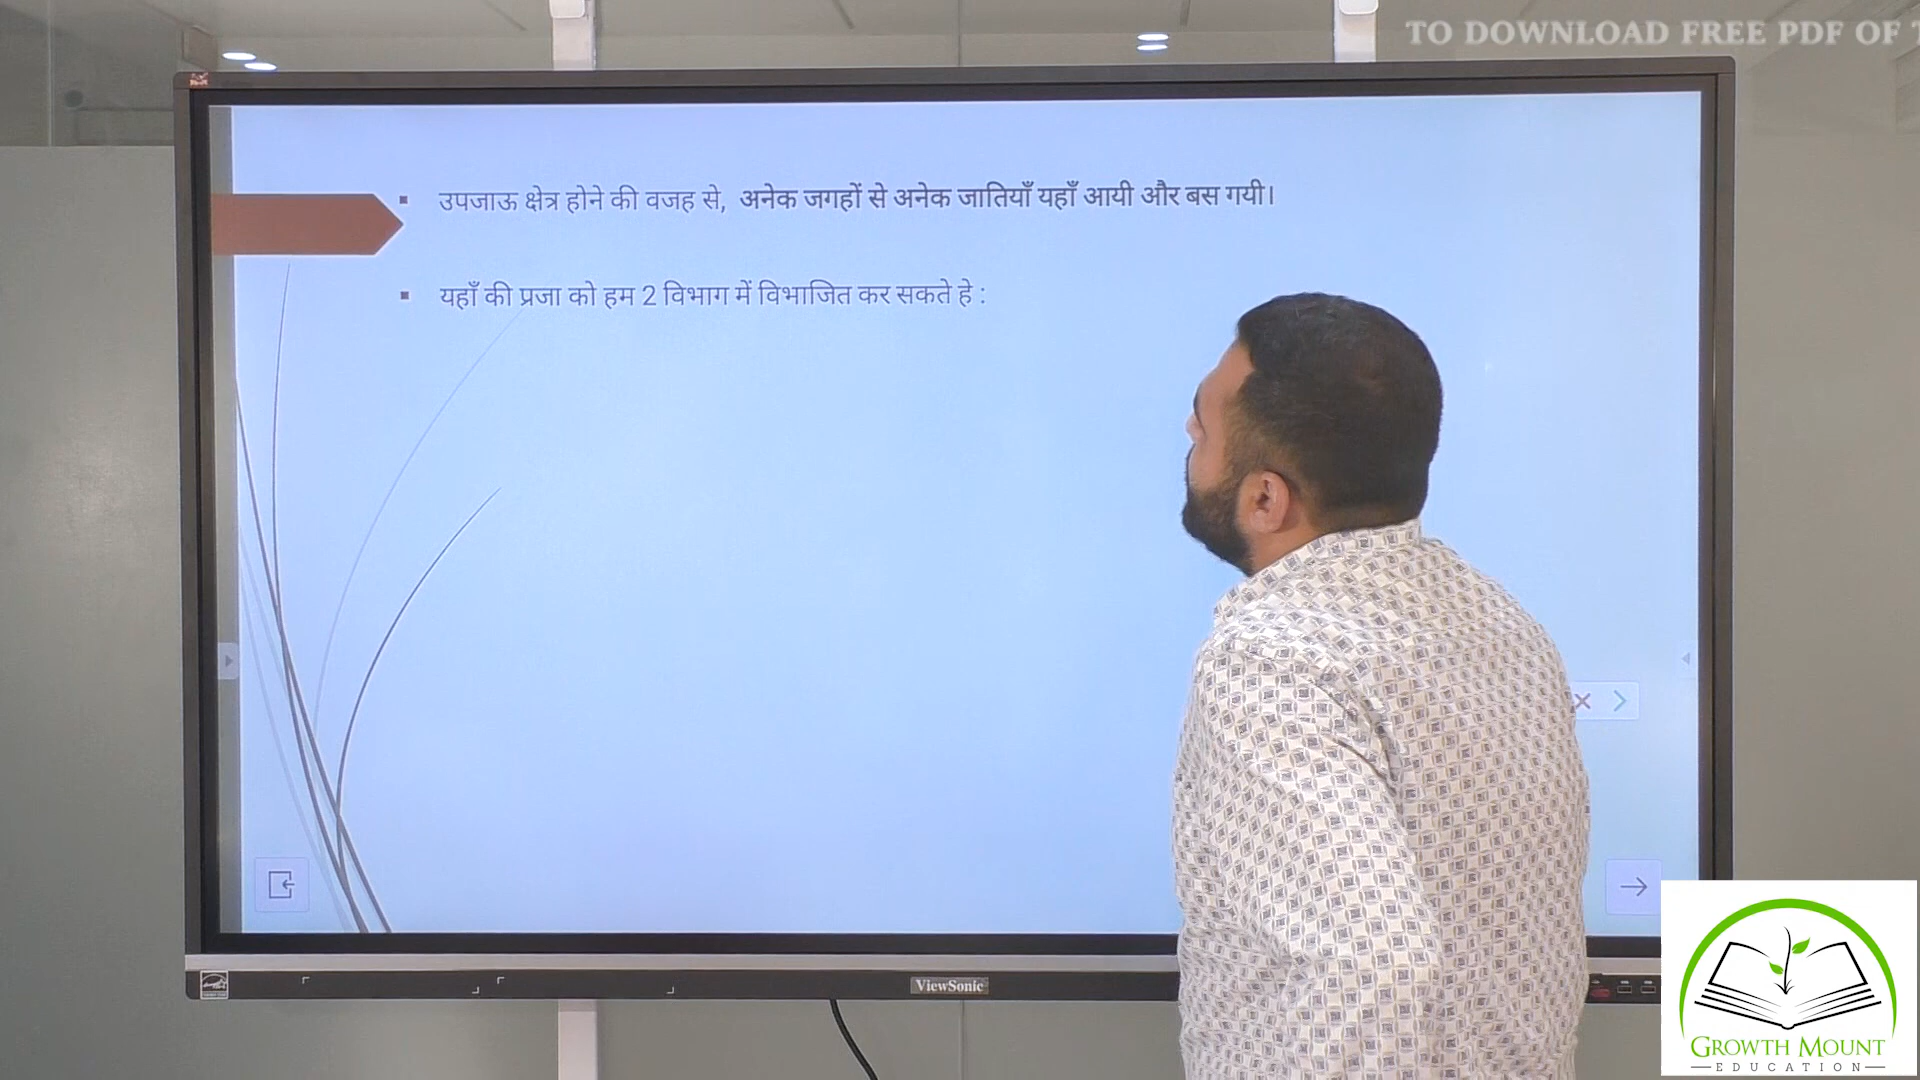 TO DOWNLOAD FREE PDF OF
उपजाऊ क्षेत्र होने की वजह से, अनेक जगहों से अनेक जातियाँ यहाँ आयी और बस गयी।
यहाँ की प्रजा को हम 2 विभाग में विभाजित कर सकते हे :
ViewSonic
GROWTH MOUNT
EDUCATION